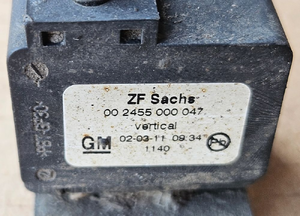 ZF Sachs
00 2455 000 047
vertical
GM 02-03-11 09:34
1140
Pb